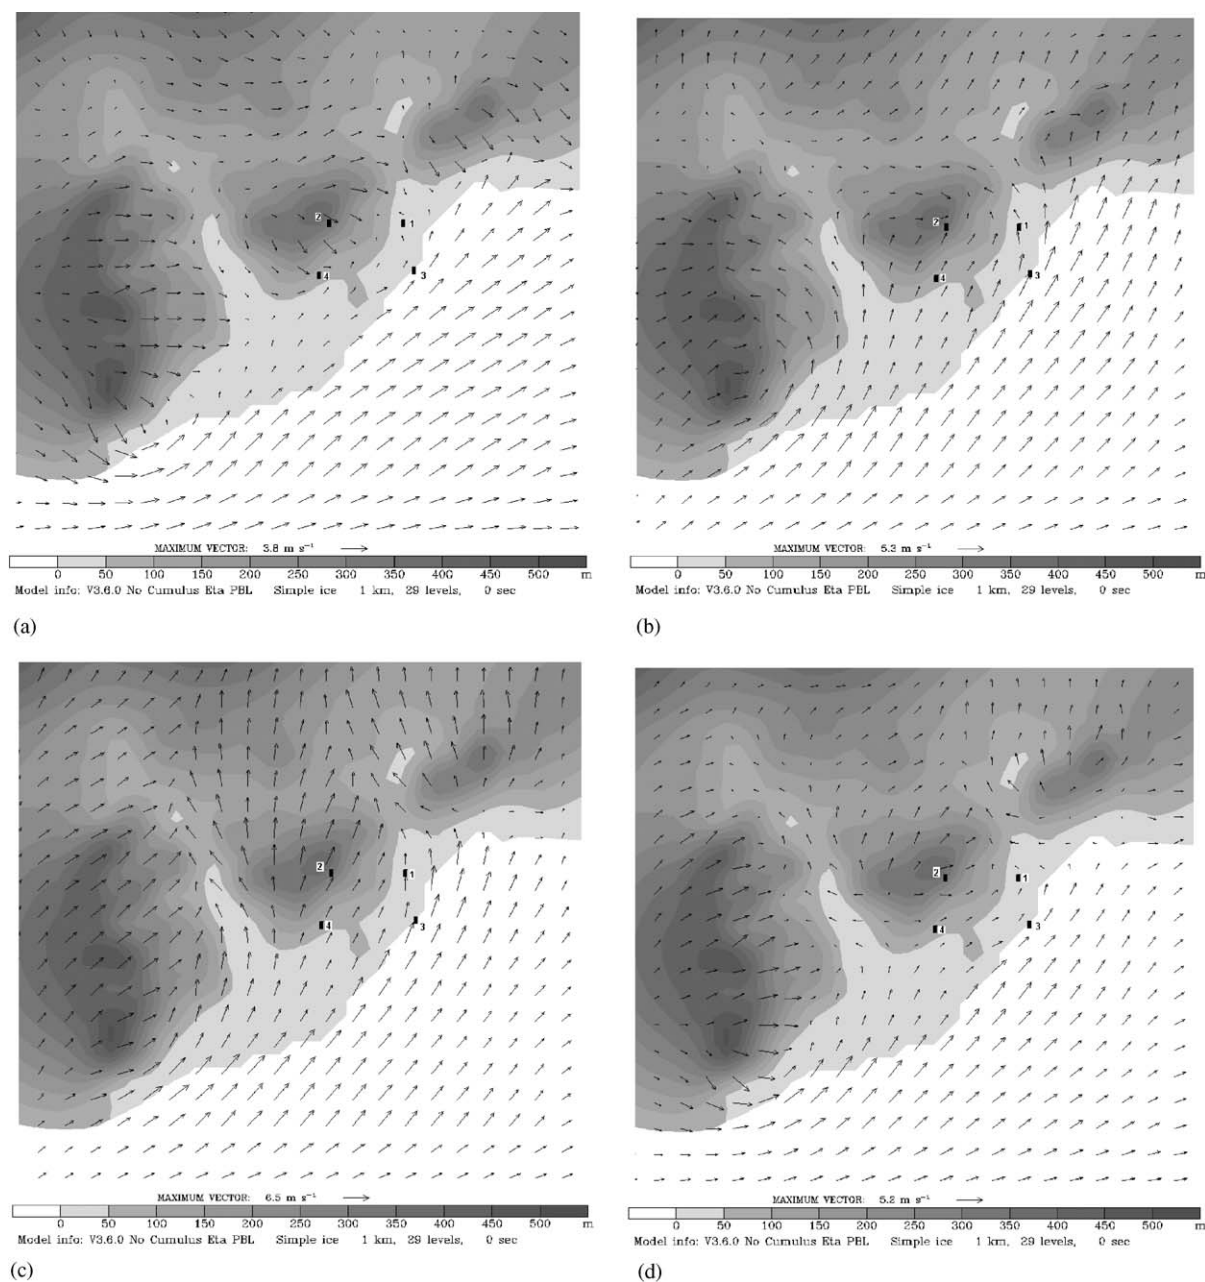 2
1
4
3
MAXIMUM VECTOR: 3.8 m s⁻¹
0 50 100 150 200 250 300 350 400 450 500 m
Model info: V3.6.0 No Cumulus Eta PBL Simple ice 1 km, 29 levels, 0 sec
(a)
2
1
4
3
MAXIMUM VECTOR: 5.3 m s⁻¹
0 50 100 150 200 250 300 350 400 450 500 m
Model info: V3.6.0 No Cumulus Eta PBL Simple ice 1 km, 29 levels, 0 sec
(b)
2
1
4
3
MAXIMUM VECTOR: 6.5 m s⁻¹
0 50 100 150 200 250 300 350 400 450 500 m
Model info: V3.6.0 No Cumulus Eta PBL Simple ice 1 km, 29 levels, 0 sec
(c)
2
1
4
3
MAXIMUM VECTOR: 5.2 m s⁻¹
0 50 100 150 200 250 300 350 400 450 500 m
Model info: V3.6.0 No Cumulus Eta PBL Simple ice 1 km, 29 levels, 0 sec
(d)